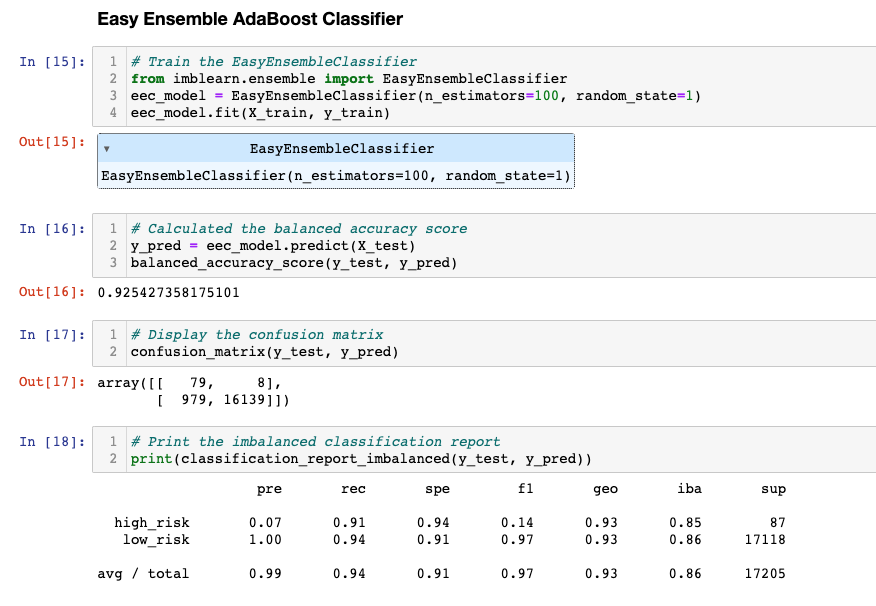 Easy Ensemble AdaBoost Classifier
In [15]:
1 # Train the EasyEnsembleClassifier
2 from imblearn.ensemble import EasyEnsembleClassifier
3 eec_model = EasyEnsembleClassifier(n_estimators=100, random_state=1)
4 eec_model.fit(X_train, y_train)
Out[15]:
▾ EasyEnsembleClassifier
EasyEnsembleClassifier(n_estimators=100, random_state=1)
In [16]:
1 # Calculated the balanced accuracy score
2 y_pred = eec_model.predict(X_test)
3 balanced_accuracy_score(y_test, y_pred)
Out[16]: 0.925427358175101
In [17]:
1 # Display the confusion matrix
2 confusion_matrix(y_test, y_pred)
Out[17]: array([[   79,     8],
       [  979, 16139]])
In [18]:
1 # Print the imbalanced classification report
2 print(classification_report_imbalanced(y_test, y_pred))
pre rec spe f1 geo iba sup
high_risk 0.07 0.91 0.94 0.14 0.93 0.85 87
low_risk 1.00 0.94 0.91 0.97 0.93 0.86 17118
avg / total 0.99 0.94 0.91 0.97 0.93 0.86 17205